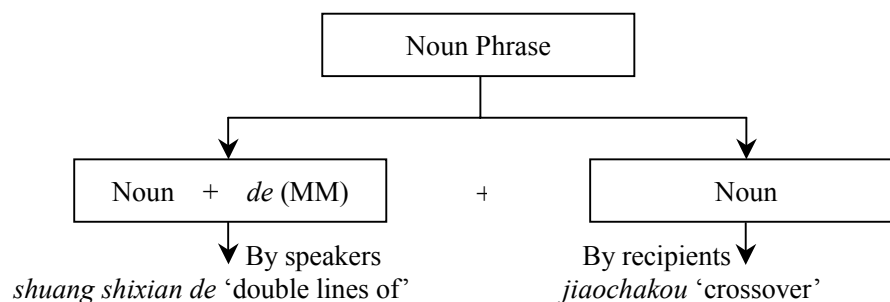 Noun Phrase
Noun + de (MM) + Noun
By speakers By recipients
shuang shixian de ‘double lines of’ jiaochakou ‘crossover’